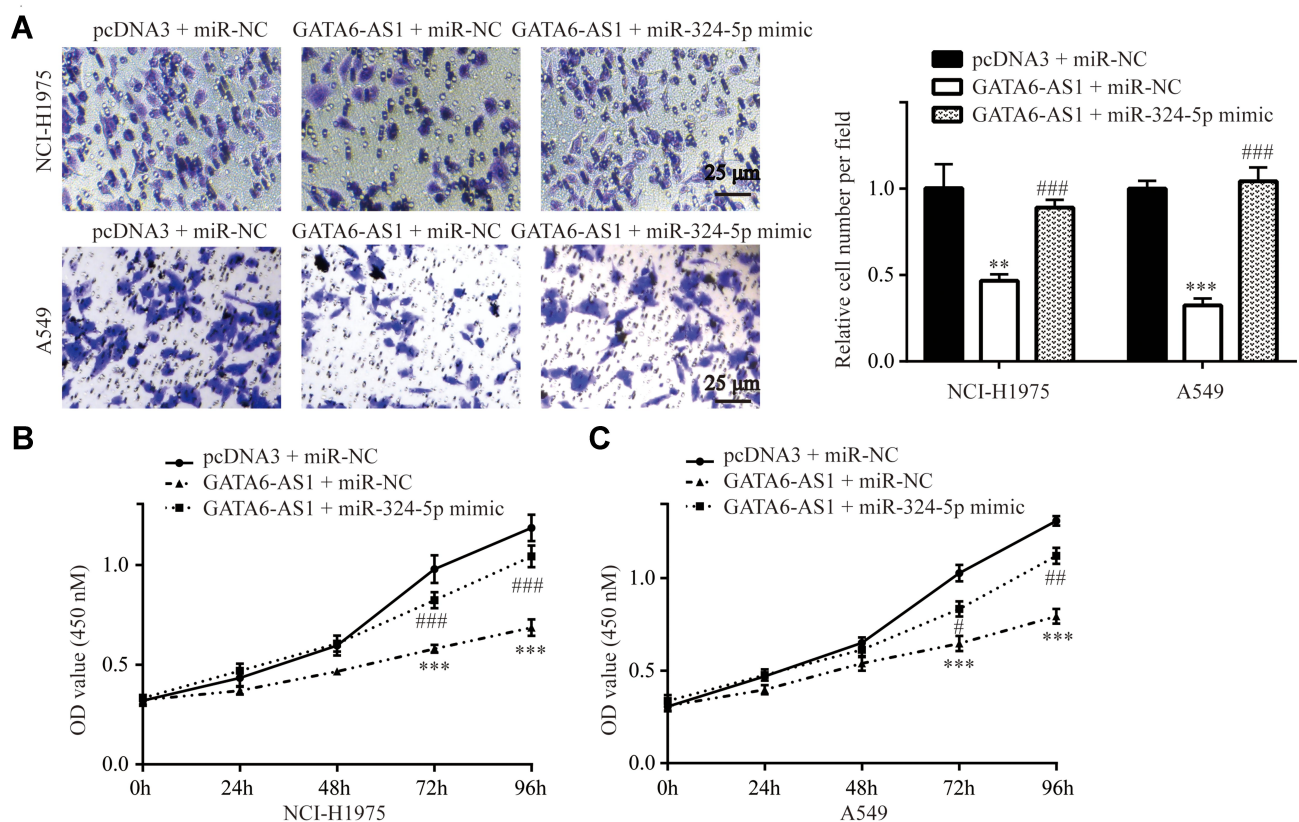 A
pcDNA3 + miR-NC
GATA6-AS1 + miR-NC
GATA6-AS1 + miR-324-5p mimic
NCI-H1975
25 μm
pcDNA3 + miR-NC
GATA6-AS1 + miR-NC
GATA6-AS1 + miR-324-5p mimic
A549
25 μm
pcDNA3 + miR-NC
GATA6-AS1 + miR-NC
GATA6-AS1 + miR-324-5p mimic
Relative cell number per field
1.0
0.5
0.0
**
###
***
###
NCI-H1975
A549
B
pcDNA3 + miR-NC
GATA6-AS1 + miR-NC
GATA6-AS1 + miR-324-5p mimic
OD value (450 nM)
1.0
0.5
0.0
###
###
***
***
0h
24h
48h
72h
96h
NCI-H1975
C
pcDNA3 + miR-NC
GATA6-AS1 + miR-NC
GATA6-AS1 + miR-324-5p mimic
OD value (450 nM)
1.0
0.5
0.0
##
#
***
***
0h
24h
48h
72h
96h
A549